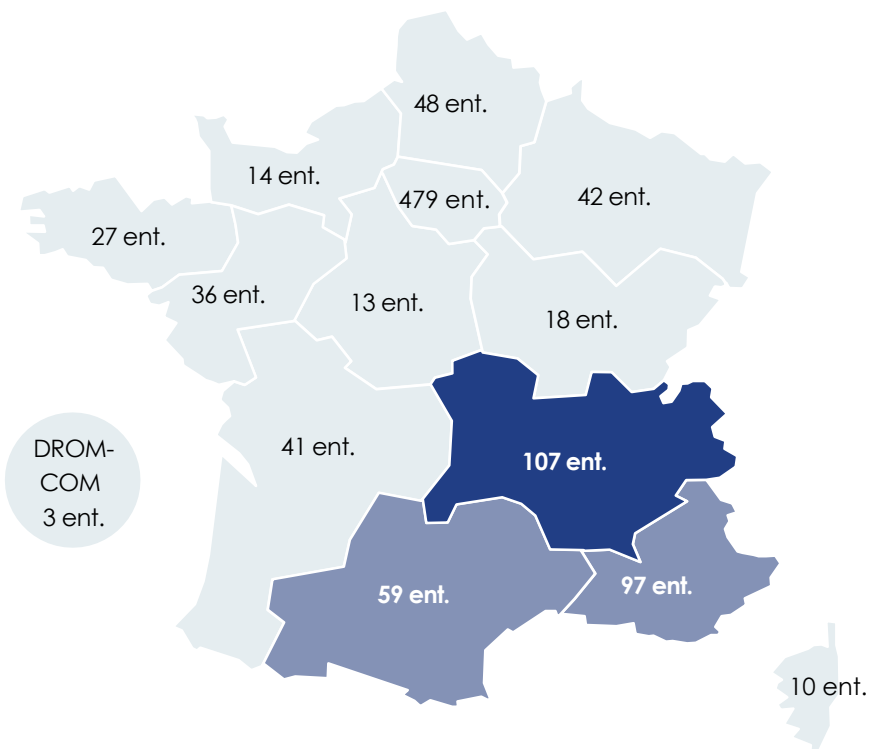 48 ent.
14 ent.
479 ent.
42 ent.
27 ent.
36 ent.
13 ent.
18 ent.
DROM-
COM
3 ent.
41 ent.
107 ent.
59 ent.
97 ent.
10 ent.